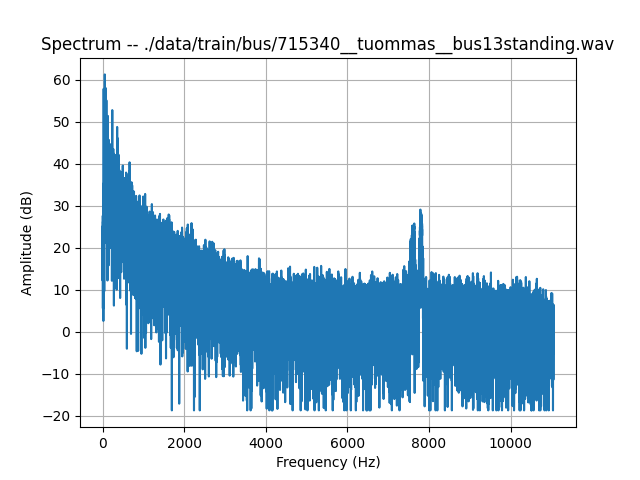 Spectrum -- ./data/train/bus/715340__tuommas__bus13standing.wav
60
50
40
30
20
10
0
−10
−20
Amplitude (dB)
0 2000 4000 6000 8000 10000
Frequency (Hz)